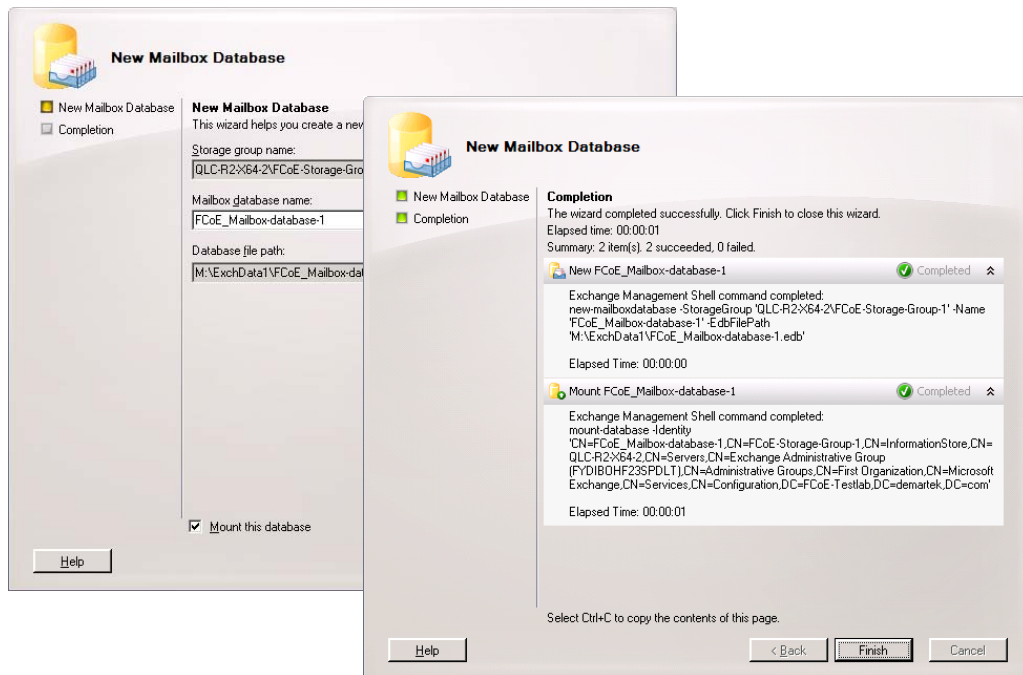 New Mailbox Database
New Mailbox Database
Completion
New Mailbox Database
This wizard helps you create a new
Storage group name:
QLC-R2-X64-2\FCoE-Storage-Gro
Mailbox database name:
FCoE_Mailbox-database-1
Database file path:
M:\ExchData1\FCoE_Mailbox-dat
Mount this database
Help
New Mailbox Database
New Mailbox Database
Completion
Completion
The wizard completed successfully. Click Finish to close this wizard.
Elapsed time: 00:00:01
Summary: 2 item(s). 2 succeeded, 0 failed.
New FCoE_Mailbox-database-1 Completed
Exchange Management Shell command completed:
new-mailboxdatabase -StorageGroup 'QLC-R2-X64-2\FCoE-Storage-Group-1' -Name
'FCoE_Mailbox-database-1' -EdbFilePath
'M:\ExchData1\FCoE_Mailbox-database-1.edb'
Elapsed Time: 00:00:00
Mount FCoE_Mailbox-database-1 Completed
Exchange Management Shell command completed:
mount-database -Identity
'CN=FCoE_Mailbox-database-1,CN=FCoE-Storage-Group-1,CN=InformationStore,CN=
QLC-R2-X64-2,CN=Servers,CN=Exchange Administrative Group
(FYDIBOHF23SPDLT),CN=Administrative Groups,CN=First Organization,CN=Microsoft
Exchange,CN=Services,CN=Configuration,DC=FCoE-Testlab,DC=demartek,DC=com'
Elapsed Time: 00:00:01
Select Ctrl+C to copy the contents of this page.
Help
< Back
Finish
Cancel